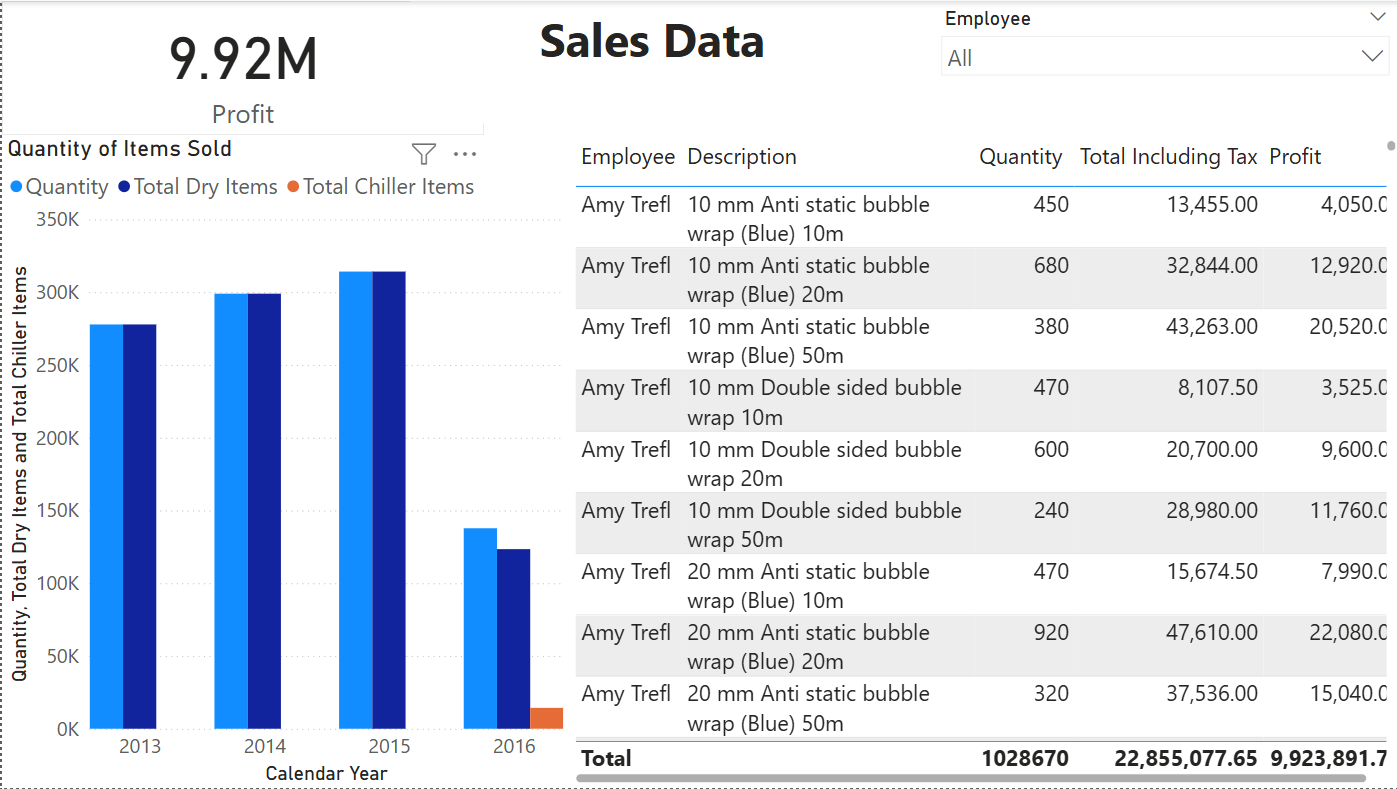 9.92M
Profit
Sales Data
Employee
All
Quantity of Items Sold
Quantity Total Dry Items Total Chiller Items
Quantity, Total Dry Items and Total Chiller Items
350K
300K
250K
200K
150K
100K
50K
0K
2013 2014 2015 2016
Calendar Year
Employee Description Quantity Total Including Tax Profit
Amy Trefl 10 mm Anti static bubble 450 13,455.00 4,050.0
wrap (Blue) 10m
Amy Trefl 10 mm Anti static bubble 680 32,844.00 12,920.0
wrap (Blue) 20m
Amy Trefl 10 mm Anti static bubble 380 43,263.00 20,520.0
wrap (Blue) 50m
Amy Trefl 10 mm Double sided bubble 470 8,107.50 3,525.0
wrap 10m
Amy Trefl 10 mm Double sided bubble 600 20,700.00 9,600.0
wrap 20m
Amy Trefl 10 mm Double sided bubble 240 28,980.00 11,760.0
wrap 50m
Amy Trefl 20 mm Anti static bubble 470 15,674.50 7,990.0
wrap (Blue) 10m
Amy Trefl 20 mm Anti static bubble 920 47,610.00 22,080.0
wrap (Blue) 20m
Amy Trefl 20 mm Anti static bubble 320 37,536.00 15,040.0
wrap (Blue) 50m
Total 1028670 22,855,077.65 9,923,891.7